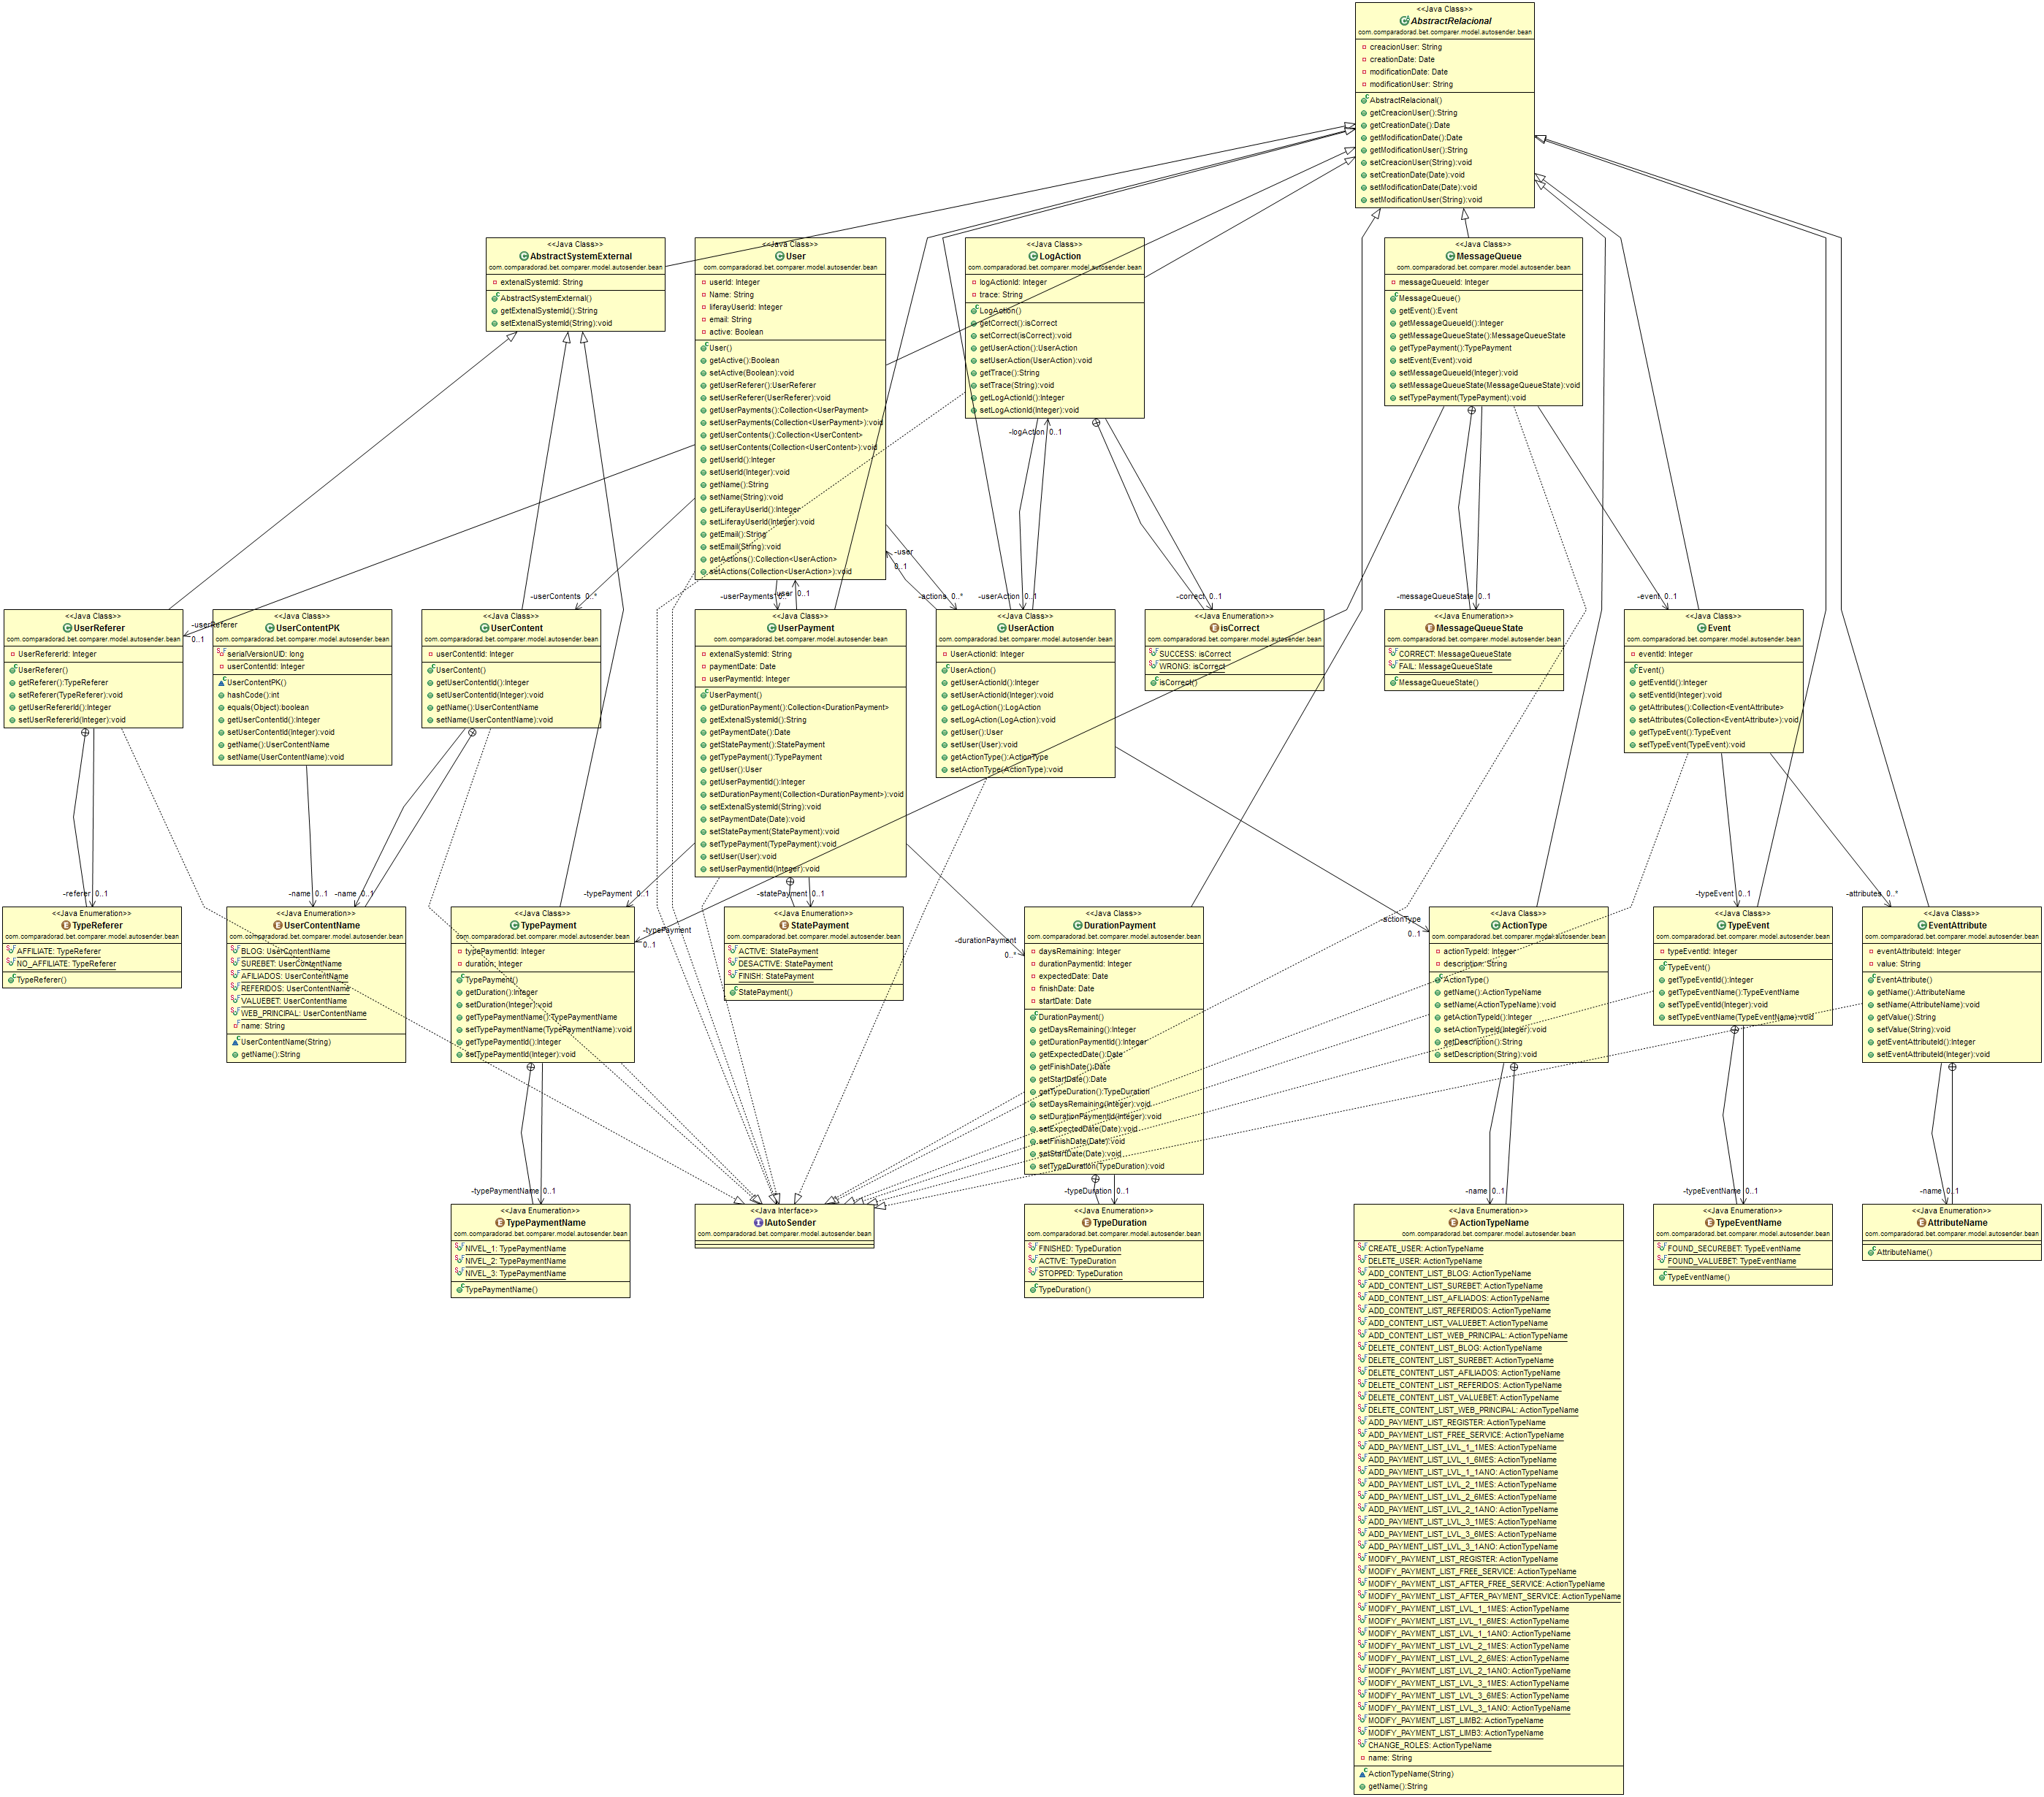 <<Java Class>>
AbstractRelacional
com.comparadorad.bet.comparer.model.autosender.bean
creacionUser: String
creationDate: Date
modificationDate: Date
modificationUser: String
AbstractRelacional()
getCreacionUser():String
getCreationDate():Date
getModificationDate():Date
getModificationUser():String
setCreacionUser(String):void
setCreationDate(Date):void
setModificationDate(Date):void
setModificationUser(String):void
<<Java Class>>
AbstractSystemExternal
com.comparadorad.bet.comparer.model.autosender.bean
extenalSystemId: String
AbstractSystemExternal()
getExtenalSystemId():String
setExtenalSystemId(String):void
<<Java Class>>
User
com.comparadorad.bet.comparer.model.autosender.bean
userId: Integer
Name: String
liferayUserId: Integer
email: String
active: Boolean
User()
getActive():Boolean
setActive(Boolean):void
getUserReferer():UserReferer
setUserReferer(UserReferer):void
getUserPayments():Collection<UserPayment>
setUserPayments(Collection<UserPayment>):void
getUserContents():Collection<UserContent>
setUserContents(Collection<UserContent>):void
getUserId():Integer
setUserId(Integer):void
getName():String
setName(String):void
getLiferayUserId():Integer
setLiferayUserId(Integer):void
getEmail():String
setEmail(String):void
getActions():Collection<UserAction>
setActions(Collection<UserAction>):void
<<Java Class>>
LogAction
com.comparadorad.bet.comparer.model.autosender.bean
logActionId: Integer
trace: String
LogAction()
getCorrect():isCorrect
setCorrect(isCorrect):void
getUserAction():UserAction
setUserAction(UserAction):void
getTrace():String
setTrace(String):void
getLogActionId():Integer
setLogActionId(Integer):void
<<Java Class>>
MessageQueue
com.comparadorad.bet.comparer.model.autosender.bean
messageQueueId: Integer
MessageQueue()
getEvent():Event
getMessageQueueId():Integer
getMessageQueueState():MessageQueueState
getTypePayment():TypePayment
setEvent(Event):void
setMessageQueueId(Integer):void
setMessageQueueState(MessageQueueState):void
setTypePayment(TypePayment):void
-logAction 0..1
-user
0..1
-userContents 0..*
-userPayments 0..*
-user 0..1
-actions 0..*
-userAction 0..1
-correct 0..1
-messageQueueState 0..1
-event 0..1
-userReferer
0..1
<<Java Class>>
UserReferer
com.comparadorad.bet.comparer.model.autosender.bean
UserRefererId: Integer
UserReferer()
getReferer():TypeReferer
setReferer(TypeReferer):void
getUserRefererId():Integer
setUserRefererId(Integer):void
<<Java Class>>
UserContentPK
com.comparadorad.bet.comparer.model.autosender.bean
serialVersionUID: long
userContentId: Integer
UserContentPK()
hashCode():int
equals(Object):boolean
getUserContentId():Integer
setUserContentId(Integer):void
getName():UserContentName
setName(UserContentName):void
<<Java Class>>
UserContent
com.comparadorad.bet.comparer.model.autosender.bean
userContentId: Integer
UserContent()
getUserContentId():Integer
setUserContentId(Integer):void
getName():UserContentName
setName(UserContentName):void
<<Java Class>>
UserPayment
com.comparadorad.bet.comparer.model.autosender.bean
extenalSystemId: String
paymentDate: Date
userPaymentId: Integer
UserPayment()
getDurationPayment():Collection<DurationPayment>
getExtenalSystemId():String
getPaymentDate():Date
getStatePayment():StatePayment
getTypePayment():TypePayment
getUser():User
getUserPaymentId():Integer
setDurationPayment(Collection<DurationPayment>):void
setExtenalSystemId(String):void
setPaymentDate(Date):void
setStatePayment(StatePayment):void
setTypePayment(TypePayment):void
setUser(User):void
setUserPaymentId(Integer):void
<<Java Class>>
UserAction
com.comparadorad.bet.comparer.model.autosender.bean
UserActionId: Integer
UserAction()
getUserActionId():Integer
setUserActionId(Integer):void
getLogAction():LogAction
setLogAction(LogAction):void
getUser():User
setUser(User):void
getActionType():ActionType
setActionType(ActionType):void
<<Java Enumeration>>
isCorrect
com.comparadorad.bet.comparer.model.autosender.bean
SUCCESS: isCorrect
WRONG: isCorrect
isCorrect()
<<Java Enumeration>>
MessageQueueState
com.comparadorad.bet.comparer.model.autosender.bean
CORRECT: MessageQueueState
FAIL: MessageQueueState
MessageQueueState()
<<Java Class>>
Event
com.comparadorad.bet.comparer.model.autosender.bean
eventId: Integer
Event()
getEventId():Integer
setEventId(Integer):void
getAttributes():Collection<EventAttribute>
setAttributes(Collection<EventAttribute>):void
getTypeEvent():TypeEvent
setTypeEvent(TypeEvent):void
-referer 0..1
-name 0..1
-name 0..1
-typePayment 0..1
-statePayment 0..1
-typePayment
0..1
-durationPayment
0..*
-actionType
0..1
-typeEvent 0..1
-attributes 0..*
<<Java Enumeration>>
TypeReferer
com.comparadorad.bet.comparer.model.autosender.bean
AFFILIATE: TypeReferer
NO_AFFILIATE: TypeReferer
TypeReferer()
<<Java Enumeration>>
UserContentName
com.comparadorad.bet.comparer.model.autosender.bean
BLOG: UserContentName
SUREBET: UserContentName
AFILIADOS: UserContentName
REFERIDOS: UserContentName
VALUEBET: UserContentName
WEB_PRINCIPAL: UserContentName
name: String
UserContentName(String)
getName():String
<<Java Class>>
TypePayment
com.comparadorad.bet.comparer.model.autosender.bean
typePaymentId: Integer
duration: Integer
TypePayment()
getDuration():Integer
setDuration(Integer):void
getTypePaymentName():TypePaymentName
setTypePaymentName(TypePaymentName):void
getTypePaymentId():Integer
setTypePaymentId(Integer):void
<<Java Enumeration>>
StatePayment
com.comparadorad.bet.comparer.model.autosender.bean
ACTIVE: StatePayment
DESACTIVE: StatePayment
FINISH: StatePayment
StatePayment()
<<Java Class>>
DurationPayment
com.comparadorad.bet.comparer.model.autosender.bean
daysRemaining: Integer
durationPaymentId: Integer
expectedDate: Date
finishDate: Date
startDate: Date
DurationPayment()
getDaysRemaining():Integer
getDurationPaymentId():Integer
getExpectedDate():Date
getFinishDate():Date
getStartDate():Date
getTypeDuration():TypeDuration
setDaysRemaining(Integer):void
setDurationPaymentId(Integer):void
setExpectedDate(Date):void
setFinishDate(Date):void
setStartDate(Date):void
setTypeDuration(TypeDuration):void
<<Java Class>>
ActionType
com.comparadorad.bet.comparer.model.autosender.bean
actionTypeId: Integer
description: String
ActionType()
getName():ActionTypeName
setName(ActionTypeName):void
getActionTypeId():Integer
setActionTypeId(Integer):void
getDescription():String
setDescription(String):void
<<Java Class>>
TypeEvent
com.comparadorad.bet.comparer.model.autosender.bean
typeEventId: Integer
TypeEvent()
getTypeEventId():Integer
getTypeEventName():TypeEventName
setTypeEventId(Integer):void
setTypeEventName(TypeEventName):void
<<Java Class>>
EventAttribute
com.comparadorad.bet.comparer.model.autosender.bean
eventAttributeId: Integer
value: String
EventAttribute()
getName():AttributeName
setName(AttributeName):void
getValue():String
setValue(String):void
getEventAttributeId():Integer
setEventAttributeId(Integer):void
-typePaymentName 0..1
-typeDuration 0..1
-name 0..1
-typeEventName 0..1
-name 0..1
<<Java Enumeration>>
TypePaymentName
com.comparadorad.bet.comparer.model.autosender.bean
NIVEL_1: TypePaymentName
NIVEL_2: TypePaymentName
NIVEL_3: TypePaymentName
TypePaymentName()
<<Java Interface>>
IAutoSender
com.comparadorad.bet.comparer.model.autosender.bean
<<Java Enumeration>>
TypeDuration
com.comparadorad.bet.comparer.model.autosender.bean
FINISHED: TypeDuration
ACTIVE: TypeDuration
STOPPED: TypeDuration
TypeDuration()
<<Java Enumeration>>
ActionTypeName
com.comparadorad.bet.comparer.model.autosender.bean
CREATE_USER: ActionTypeName
DELETE_USER: ActionTypeName
ADD_CONTENT_LIST_BLOG: ActionTypeName
ADD_CONTENT_LIST_SUREBET: ActionTypeName
ADD_CONTENT_LIST_AFILIADOS: ActionTypeName
ADD_CONTENT_LIST_REFERIDOS: ActionTypeName
ADD_CONTENT_LIST_VALUEBET: ActionTypeName
ADD_CONTENT_LIST_WEB_PRINCIPAL: ActionTypeName
DELETE_CONTENT_LIST_BLOG: ActionTypeName
DELETE_CONTENT_LIST_SUREBET: ActionTypeName
DELETE_CONTENT_LIST_AFILIADOS: ActionTypeName
DELETE_CONTENT_LIST_REFERIDOS: ActionTypeName
DELETE_CONTENT_LIST_VALUEBET: ActionTypeName
DELETE_CONTENT_LIST_WEB_PRINCIPAL: ActionTypeName
ADD_PAYMENT_LIST_REGISTER: ActionTypeName
ADD_PAYMENT_LIST_FREE_SERVICE: ActionTypeName
ADD_PAYMENT_LIST_LVL_1_1MES: ActionTypeName
ADD_PAYMENT_LIST_LVL_1_6MES: ActionTypeName
ADD_PAYMENT_LIST_LVL_1_1ANO: ActionTypeName
ADD_PAYMENT_LIST_LVL_2_1MES: ActionTypeName
ADD_PAYMENT_LIST_LVL_2_6MES: ActionTypeName
ADD_PAYMENT_LIST_LVL_2_1ANO: ActionTypeName
ADD_PAYMENT_LIST_LVL_3_1MES: ActionTypeName
ADD_PAYMENT_LIST_LVL_3_6MES: ActionTypeName
ADD_PAYMENT_LIST_LVL_3_1ANO: ActionTypeName
MODIFY_PAYMENT_LIST_REGISTER: ActionTypeName
MODIFY_PAYMENT_LIST_FREE_SERVICE: ActionTypeName
MODIFY_PAYMENT_LIST_AFTER_FREE_SERVICE: ActionTypeName
MODIFY_PAYMENT_LIST_AFTER_PAYMENT_SERVICE: ActionTypeName
MODIFY_PAYMENT_LIST_LVL_1_1MES: ActionTypeName
MODIFY_PAYMENT_LIST_LVL_1_6MES: ActionTypeName
MODIFY_PAYMENT_LIST_LVL_1_1ANO: ActionTypeName
MODIFY_PAYMENT_LIST_LVL_2_1MES: ActionTypeName
MODIFY_PAYMENT_LIST_LVL_2_6MES: ActionTypeName
MODIFY_PAYMENT_LIST_LVL_2_1ANO: ActionTypeName
MODIFY_PAYMENT_LIST_LVL_3_1MES: ActionTypeName
MODIFY_PAYMENT_LIST_LVL_3_6MES: ActionTypeName
MODIFY_PAYMENT_LIST_LVL_3_1ANO: ActionTypeName
MODIFY_PAYMENT_LIST_LIMB2: ActionTypeName
MODIFY_PAYMENT_LIST_LIMB3: ActionTypeName
CHANGE_ROLES: ActionTypeName
name: String
ActionTypeName(String)
getName():String
<<Java Enumeration>>
TypeEventName
com.comparadorad.bet.comparer.model.autosender.bean
FOUND_SECUREBET: TypeEventName
FOUND_VALUEBET: TypeEventName
TypeEventName()
<<Java Enumeration>>
AttributeName
com.comparadorad.bet.comparer.model.autosender.bean
AttributeName()